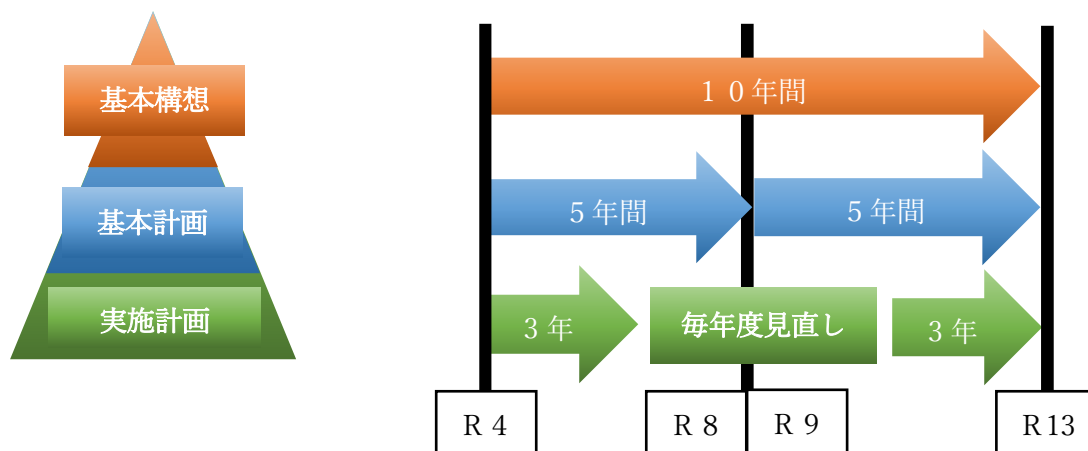 基本構想
基本計画
実施計画
１０年間
５年間
５年間
３年
毎年度見直し
３年
Ｒ４
Ｒ８
Ｒ９
Ｒ13